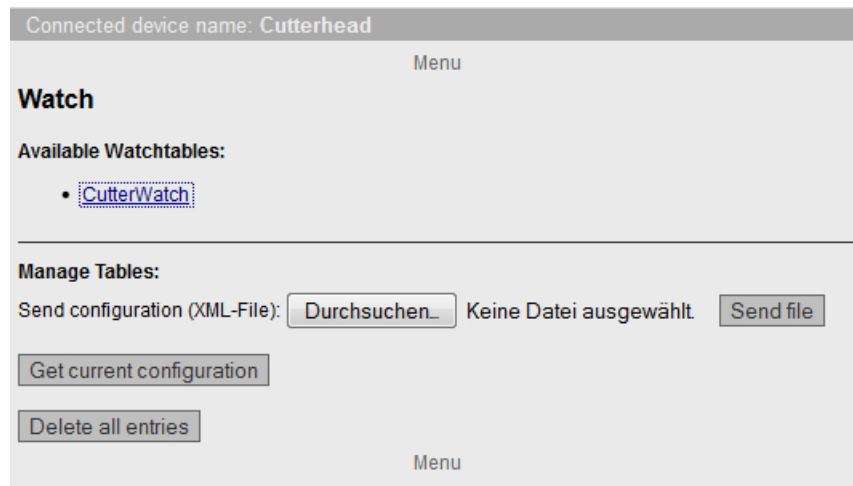 Connected device name: Cutterhead
Menu
Watch
Available Watchtables:
• CutterWatch
Manage Tables:
Send configuration (XML-File): Durchsuchen… Keine Datei ausgewählt. Send file
Get current configuration
Delete all entries
Menu